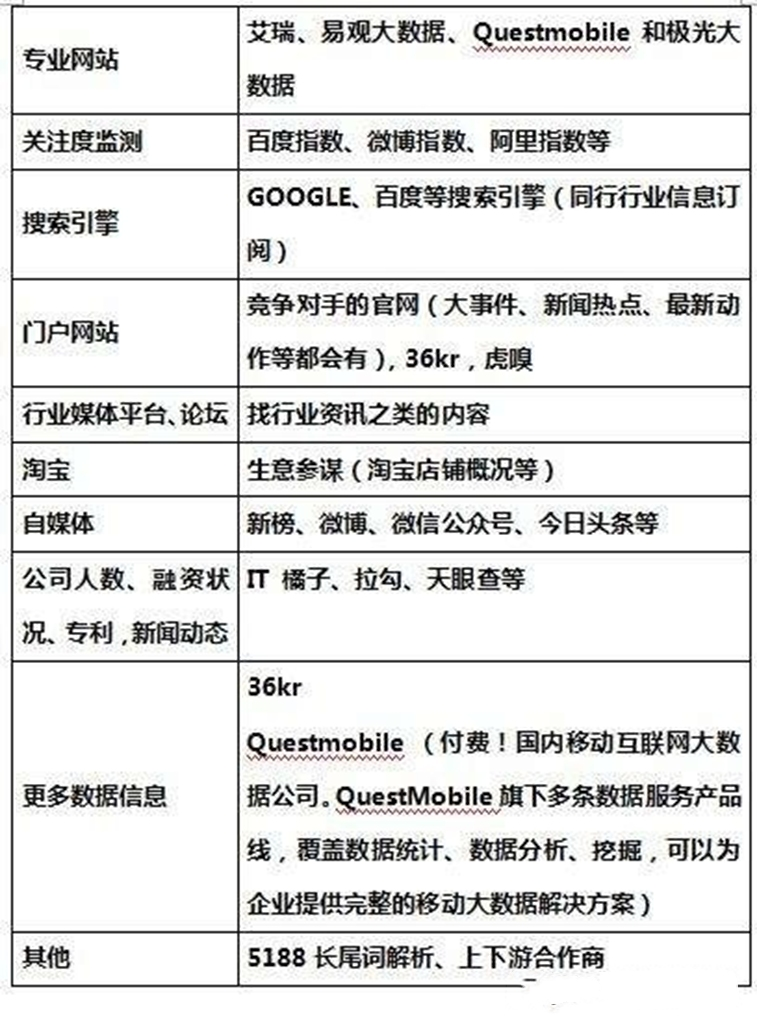 专业网站
艾瑞、易观大数据、Questmobile 和极光大
数据
关注度监测
百度指数、微博指数、阿里指数等
搜索引擎
GOOGLE、百度等搜索引擎（同行行业信息订
阅）
门户网站
竞争对手的官网（大事件、新闻热点、最新动
作等都会有），36kr，虎嗅
行业媒体平台、论坛
找行业资讯之类的内容
淘宝
生意参谋（淘宝店铺概况等）
自媒体
新榜、微博、微信公众号、今日头条等
公司人数、融资状
况、专利，新闻动态
IT 橘子、拉勾、天眼查等
更多数据信息
36kr
Questmobile （付费！国内移动互联网大数
据公司。QuestMobile 旗下多条数据服务产品
线，覆盖数据统计、数据分析、挖掘，可以为
企业提供完整的移动大数据解决方案）
其他
5188 长尾词解析、上下游合作商